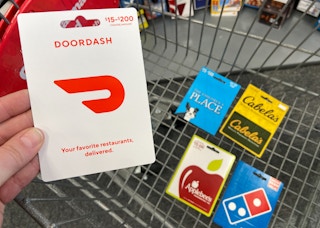 $15-$200
DOORDASH
Your favorite restaurants,
delivered.
PLACE
Cabela's
Cabela's
Applebee's